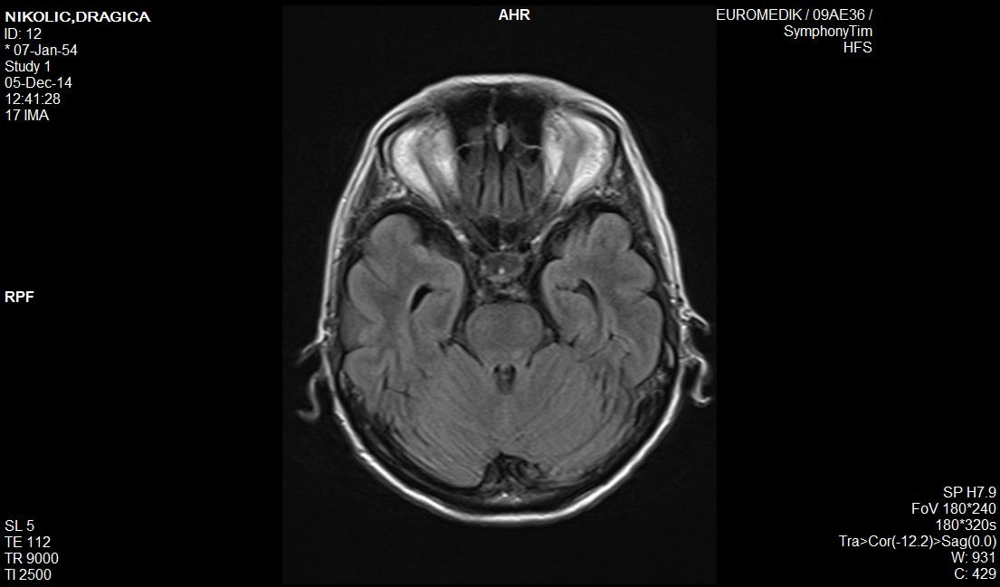 NIKOLIC,DRAGICA
ID: 12
* 07-Jan-54
Study 1
05-Dec-14
12:41:28
17 IMA
AHR
EUROMEDIK / 09AE36 /
SymphonyTim
HFS
RPF
SL 5
TE 112
TR 9000
TI 2500
SP H7.9
FoV 180*240
180*320s
Tra>Cor(-12.2)>Sag(0.0)
W: 931
C: 429